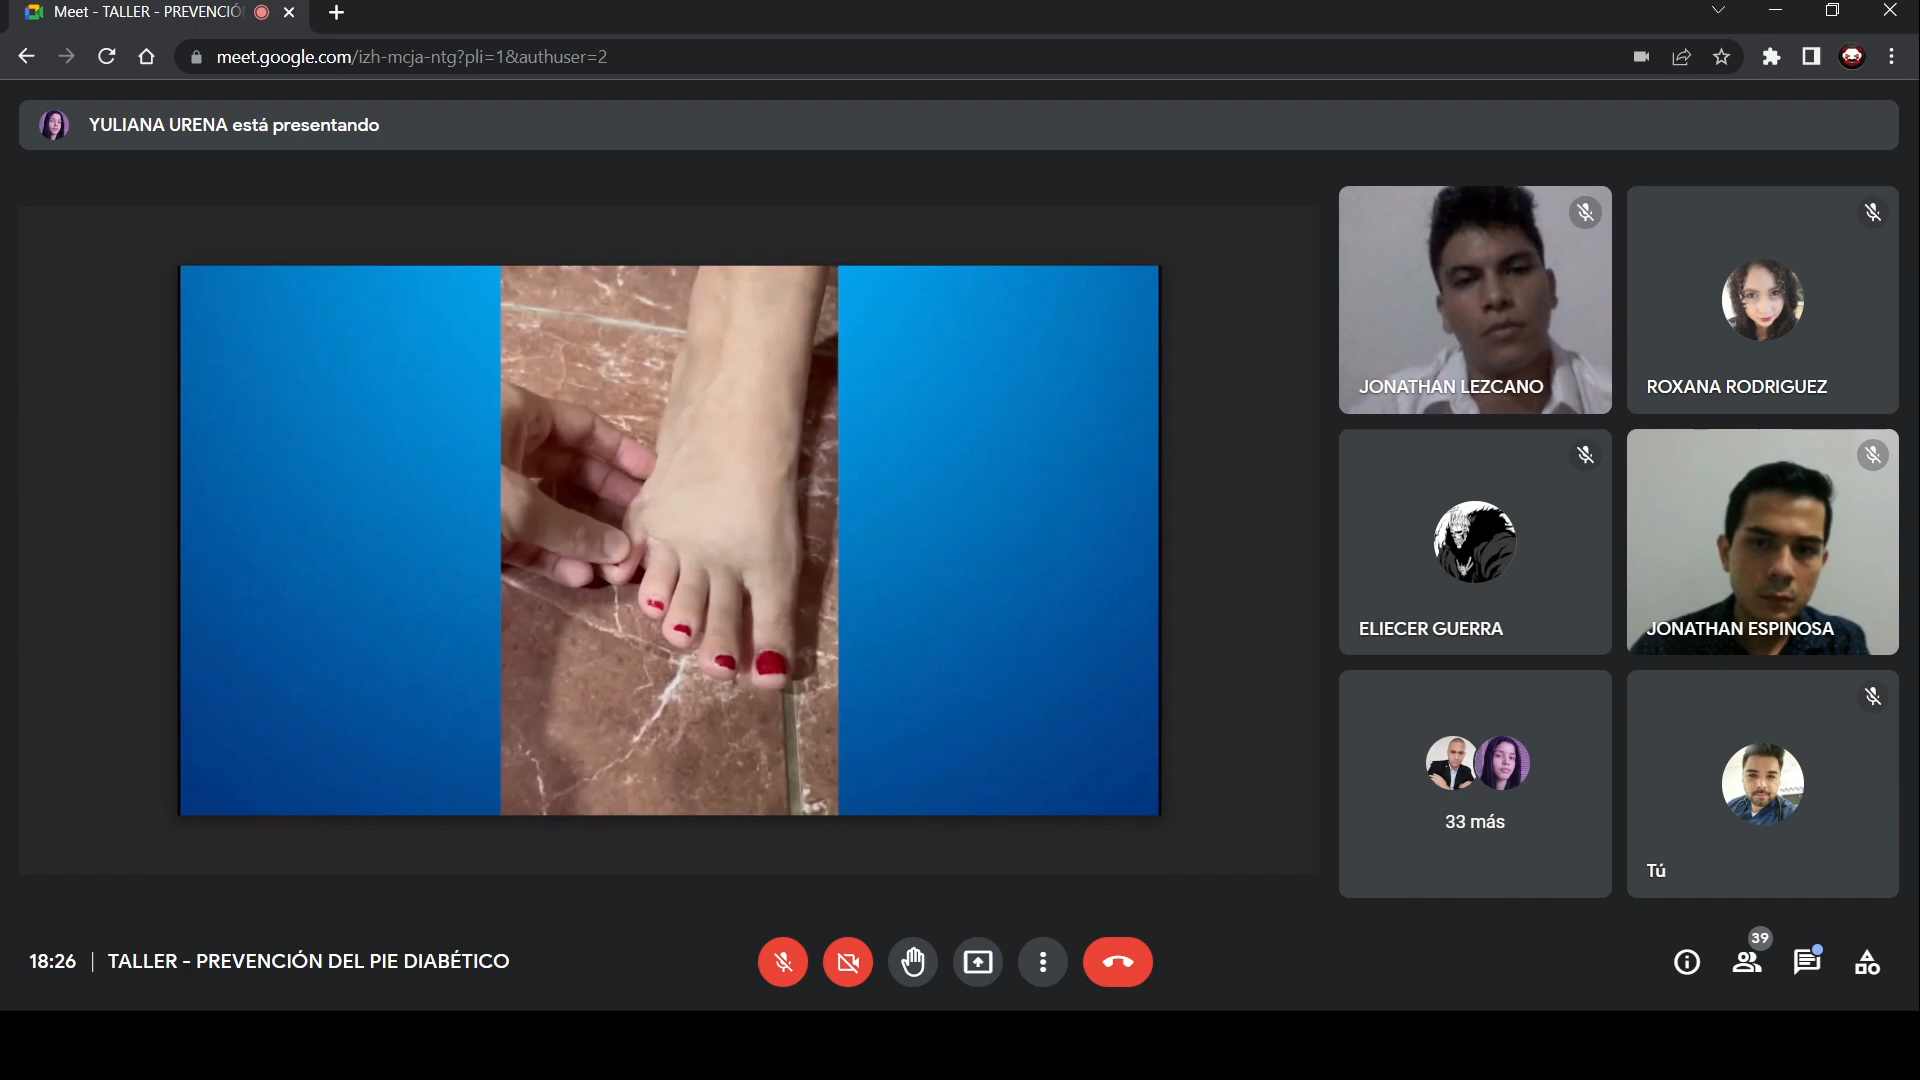 Meet - TALLER - PREVENCIÓ
meet.google.com/izh-mcja-ntg?pli=1&authuser=2
YULIANA URENA está presentando
JONATHAN LEZCANO
ROXANA RODRIGUEZ
ELIECER GUERRA
JONATHAN ESPINOSA
33 más
Tú
39
18:26 | TALLER - PREVENCIÓN DEL PIE DIABÉTICO